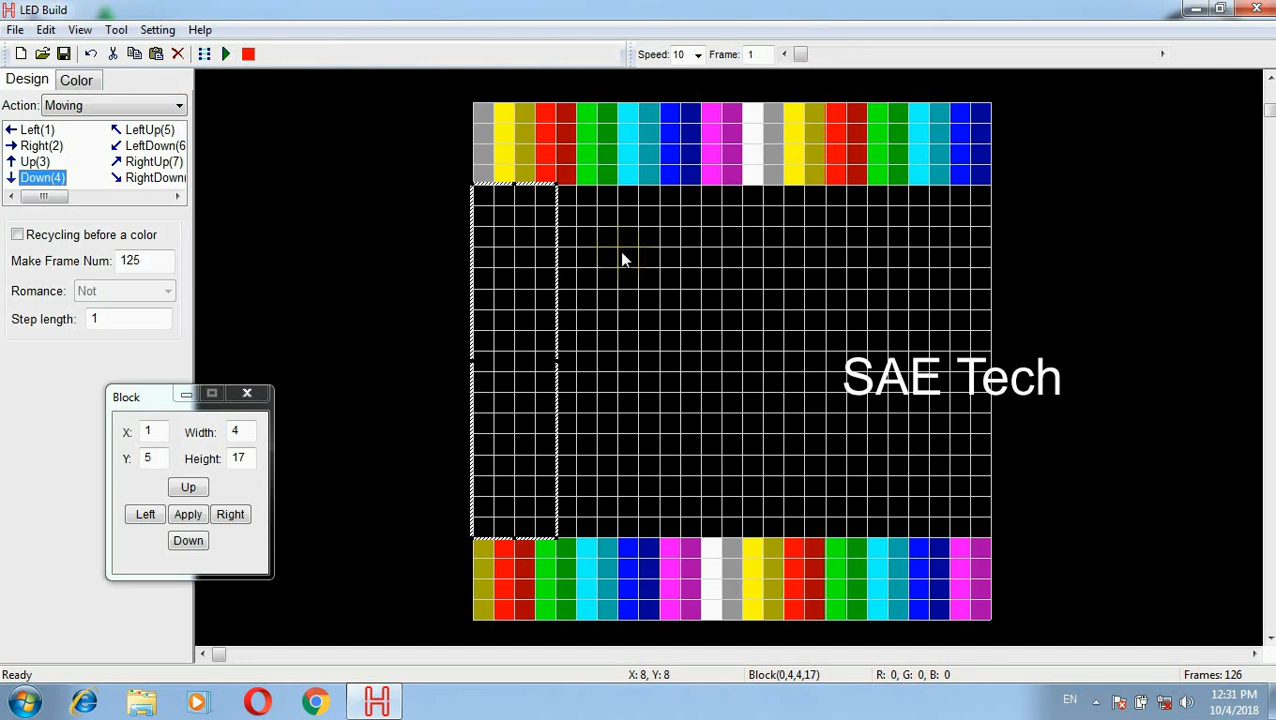 LED Build
File Edit View Tool Setting Help
Speed: 10 Frame: 1
Design Color
Action: Moving
Left(1) LeftUp(5)
Right(2) LeftDown(6
Up(3) RightUp(7)
Down(4) RightDown
Recycling before a color
Make Frame Num: 125
Romance: Not
Step length: 1
SAE Tech
Block
X: 1 Width: 4
Y: 5 Height: 17
Up
Left Apply Right
Down
Ready X: 8, Y: 8 Block(0,4,4,17) R: 0, G: 0, B: 0 Frames: 126
EN 12:31 PM
10/4/2018